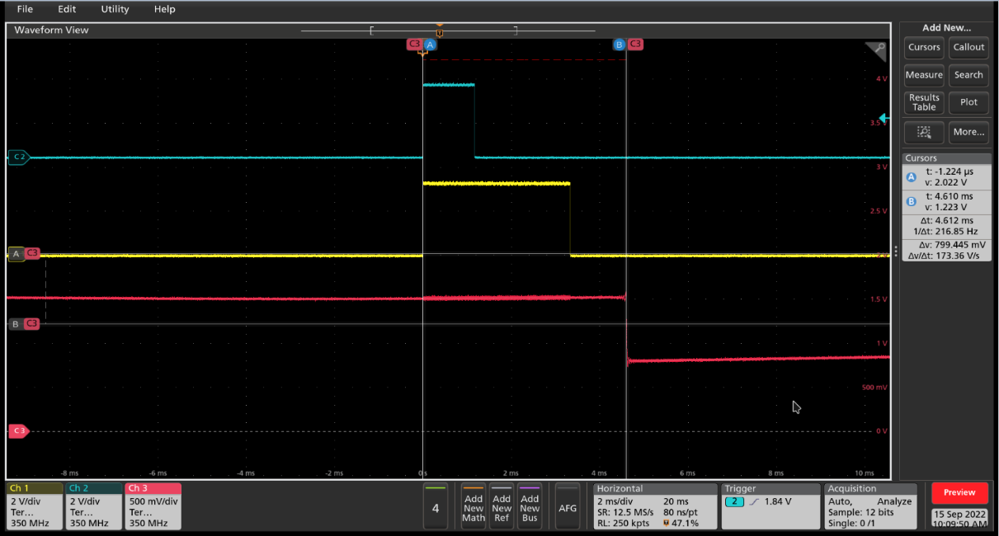 File Edit Utility Help
Waveform View
Add New...
Cursors Callout
Measure Search
Results Table Plot
More...
C3 A B C3
4 V
3.5 V
C 2
3 V
2.5 V
A C3
1.5 V
B C3
1 V
500 mV
C 3
0 V
-8 ms -6 ms -4 ms -2 ms 0 s 2 ms 4 ms 6 ms 8 ms 10 ms
Cursors
A t: -1.224 µs
v: 2.022 V
B t: 4.610 ms
v: 1.223 V
Δt: 4.612 ms
1/Δt: 216.85 Hz
Δv: 799.445 mV
Δv/Δt: 173.36 V/s
Ch 1
2 V/div
Ter...
350 MHz
Ch 2
2 V/div
Ter...
350 MHz
Ch 3
500 mV/div
Ter...
350 MHz
4
Add New Math
Add New Ref
Add New Bus
AFG
Horizontal
2 ms/div 20 ms
SR: 12.5 MS/s 80 ns/pt
RL: 250 kpts 47.1%
Trigger
2 1.84 V
Acquisition
Auto, Analyze
Sample: 12 bits
Single: 0 /1
Preview
15 Sep 2022
10:09:50 AM